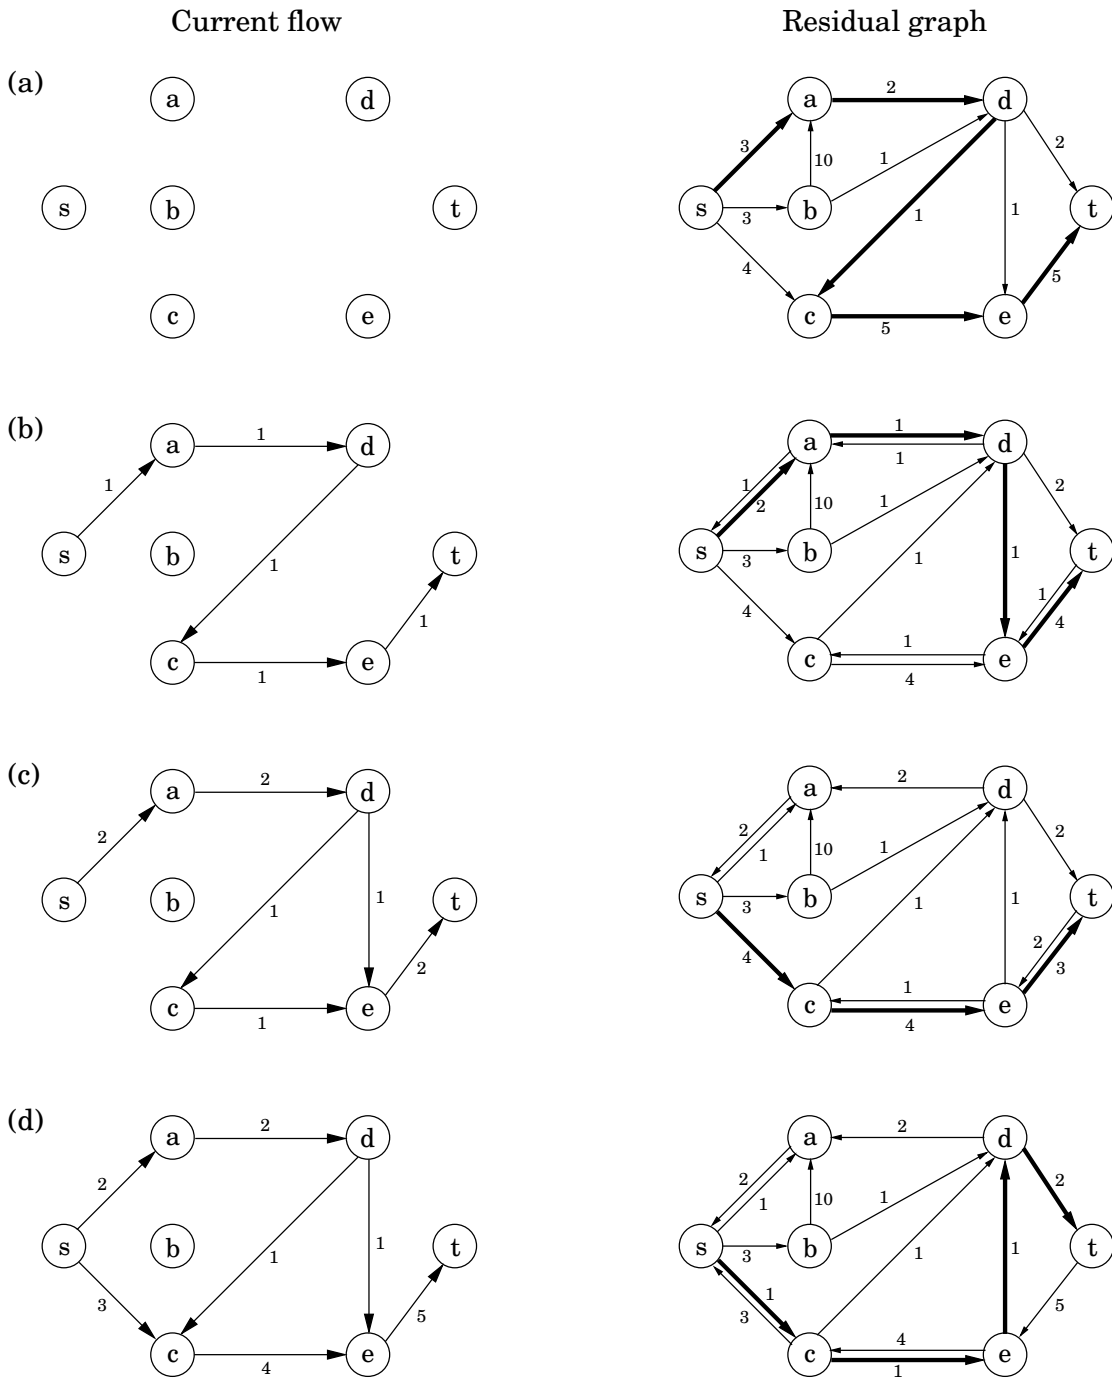 Current flow Residual graph
(a)
a d
s b t
c e
a 2 d
3 10 1 2
s 3 b 1 1 t
4 5
c 5 e
(b)
a 1 d
1
s b 1 t
1
c 1 e
a 1 d
1
1 2 10 1 2
s 3 b 1 1 t
4 1 4
c 1 4 e
(c)
a 2 d
2
s b 1 1 t
2
c 1 e
a 2 d
2 1 10 1 2
s 3 b 1 1 t
4 2 3
c 1 4 e
(d)
a 2 d
2
s b 1 1 t
3 5
c 4 e
a 2 d
2 1 10 1 2
s 3 b 1 1 t
1 3 5
c 4 1 e